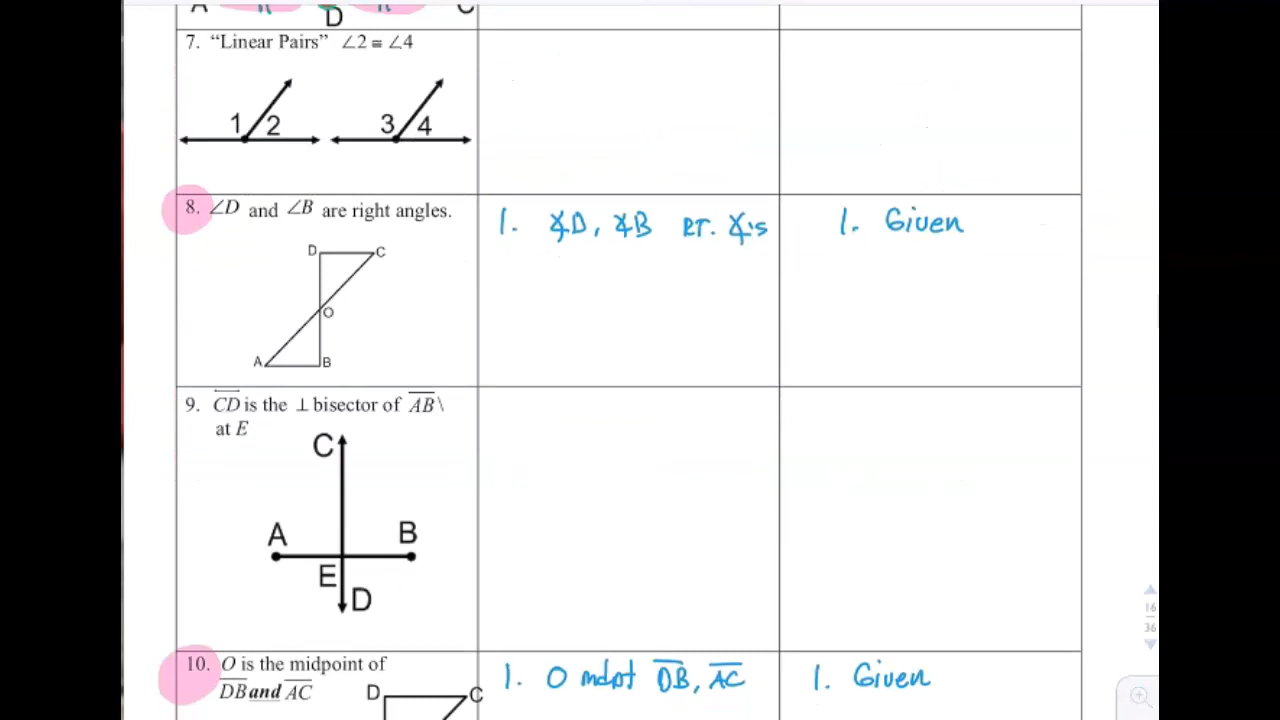 A D C
7. “Linear Pairs” ∠2 ≅ ∠4
1 2 3 4
8. ∠D and ∠B are right angles.
1. ∡D, ∡B RT. ∡'s
1. Given
D C
O
A B
9. CD is the ⊥ bisector of AB\
at E
C
A B
E D
10. O is the midpoint of
DB and AC
D C
1. O mdpt DB, AC
1. Given
16
36